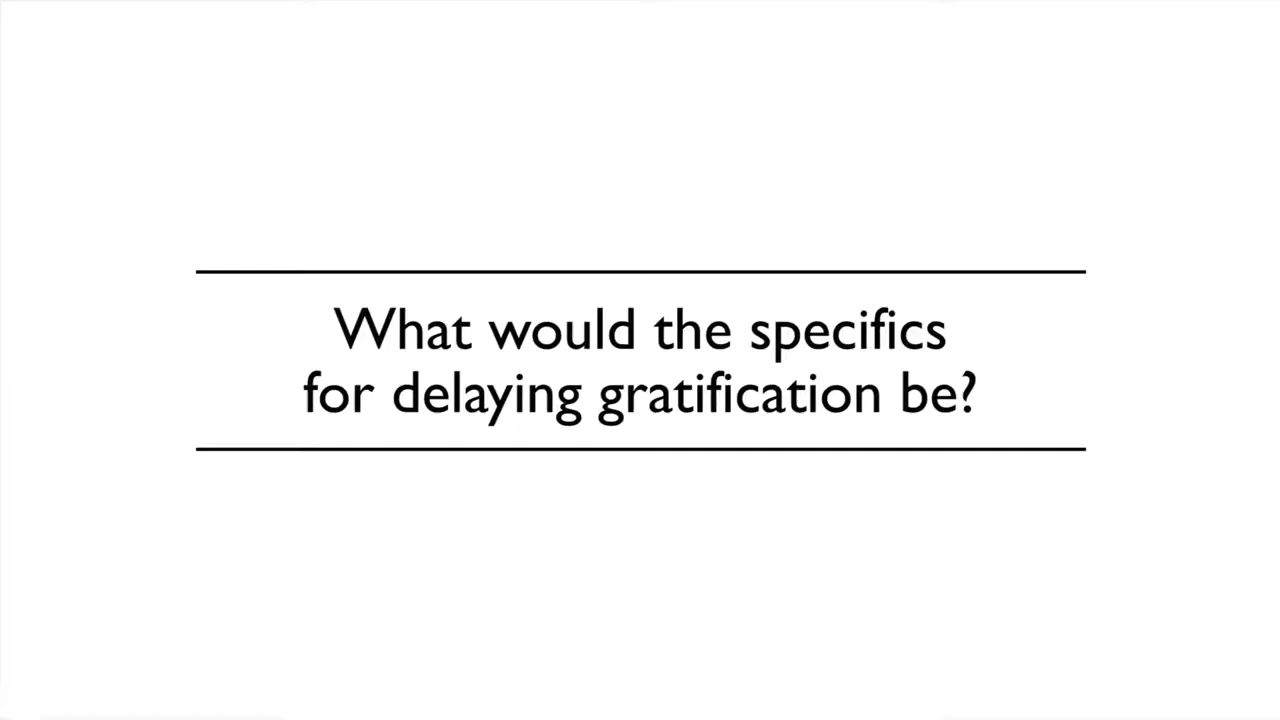 What would the specifics
for delaying gratification be?